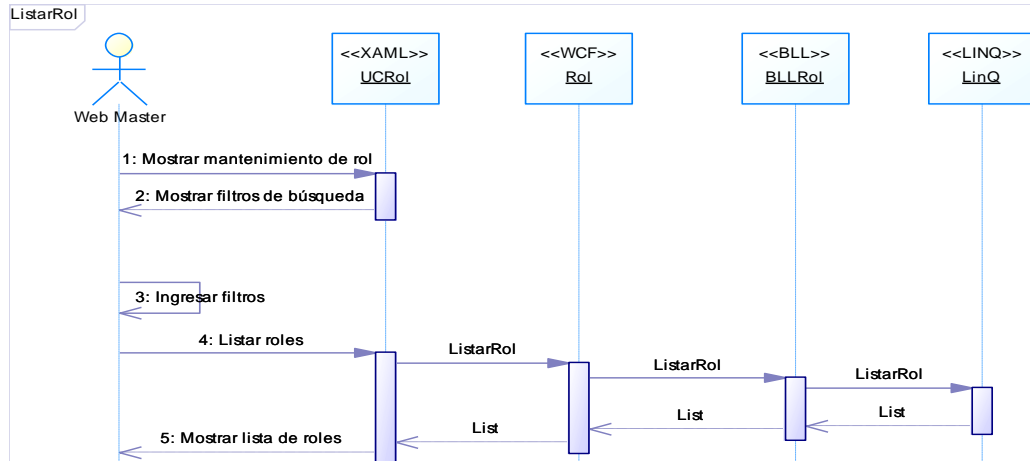 ListarRol
<<XAML>>
UCRol
<<WCF>>
Rol
<<BLL>>
BLLRol
<<LINQ>>
LinQ
Web Master
1: Mostrar mantenimiento de rol
2: Mostrar filtros de búsqueda
3: Ingresar filtros
4: Listar roles
ListarRol
ListarRol
ListarRol
List
List
List
5: Mostrar lista de roles